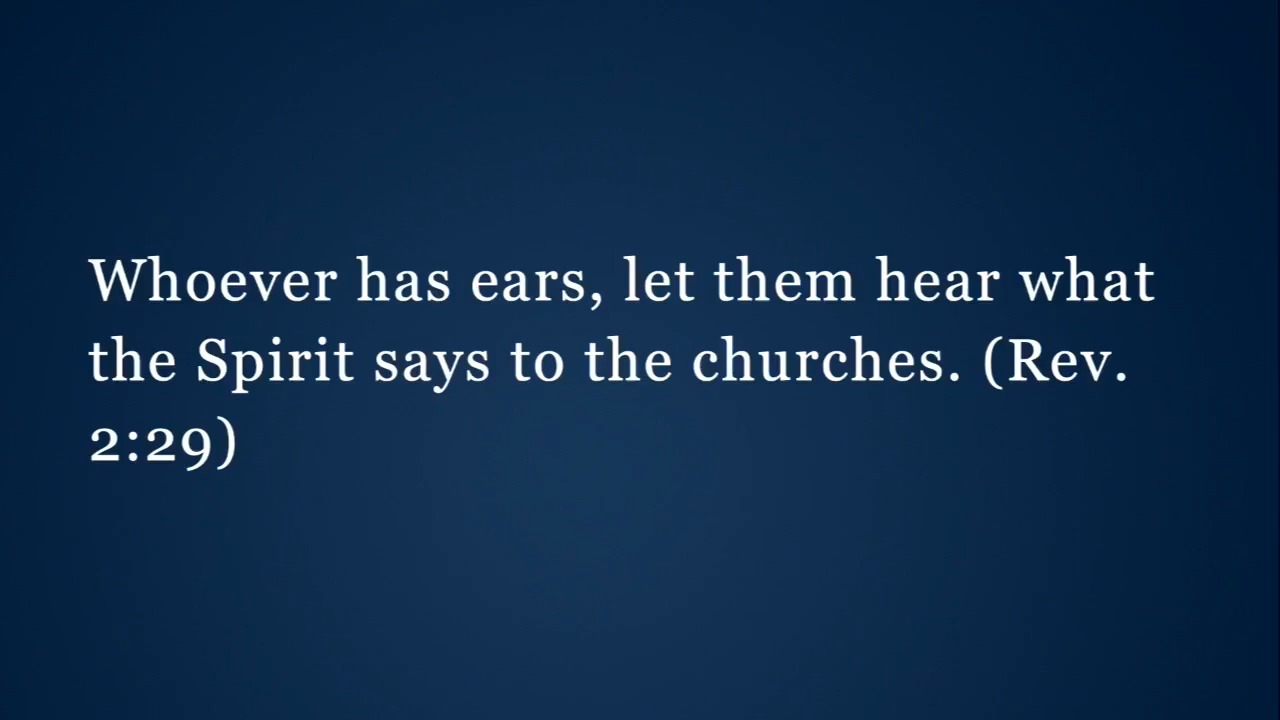 Whoever has ears, let them hear what
the Spirit says to the churches. (Rev.
2:29)